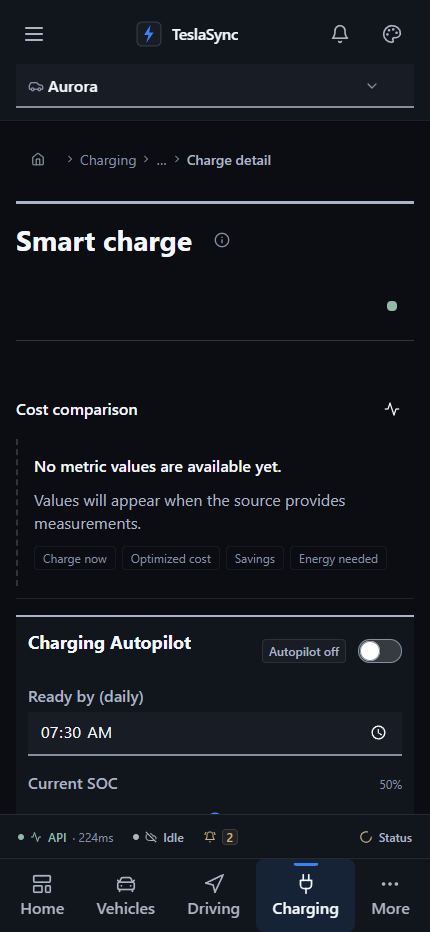 TeslaSync
Aurora
Charging
...
Charge detail
Smart charge
Cost comparison
No metric values are available yet.
Values will appear when the source provides
measurements.
Charge now
Optimized cost
Savings
Energy needed
Charging Autopilot
Autopilot off
Ready by (daily)
07:30 AM
Current SOC
50%
API · 224ms
Idle
2
Status
Home
Vehicles
Driving
Charging
More